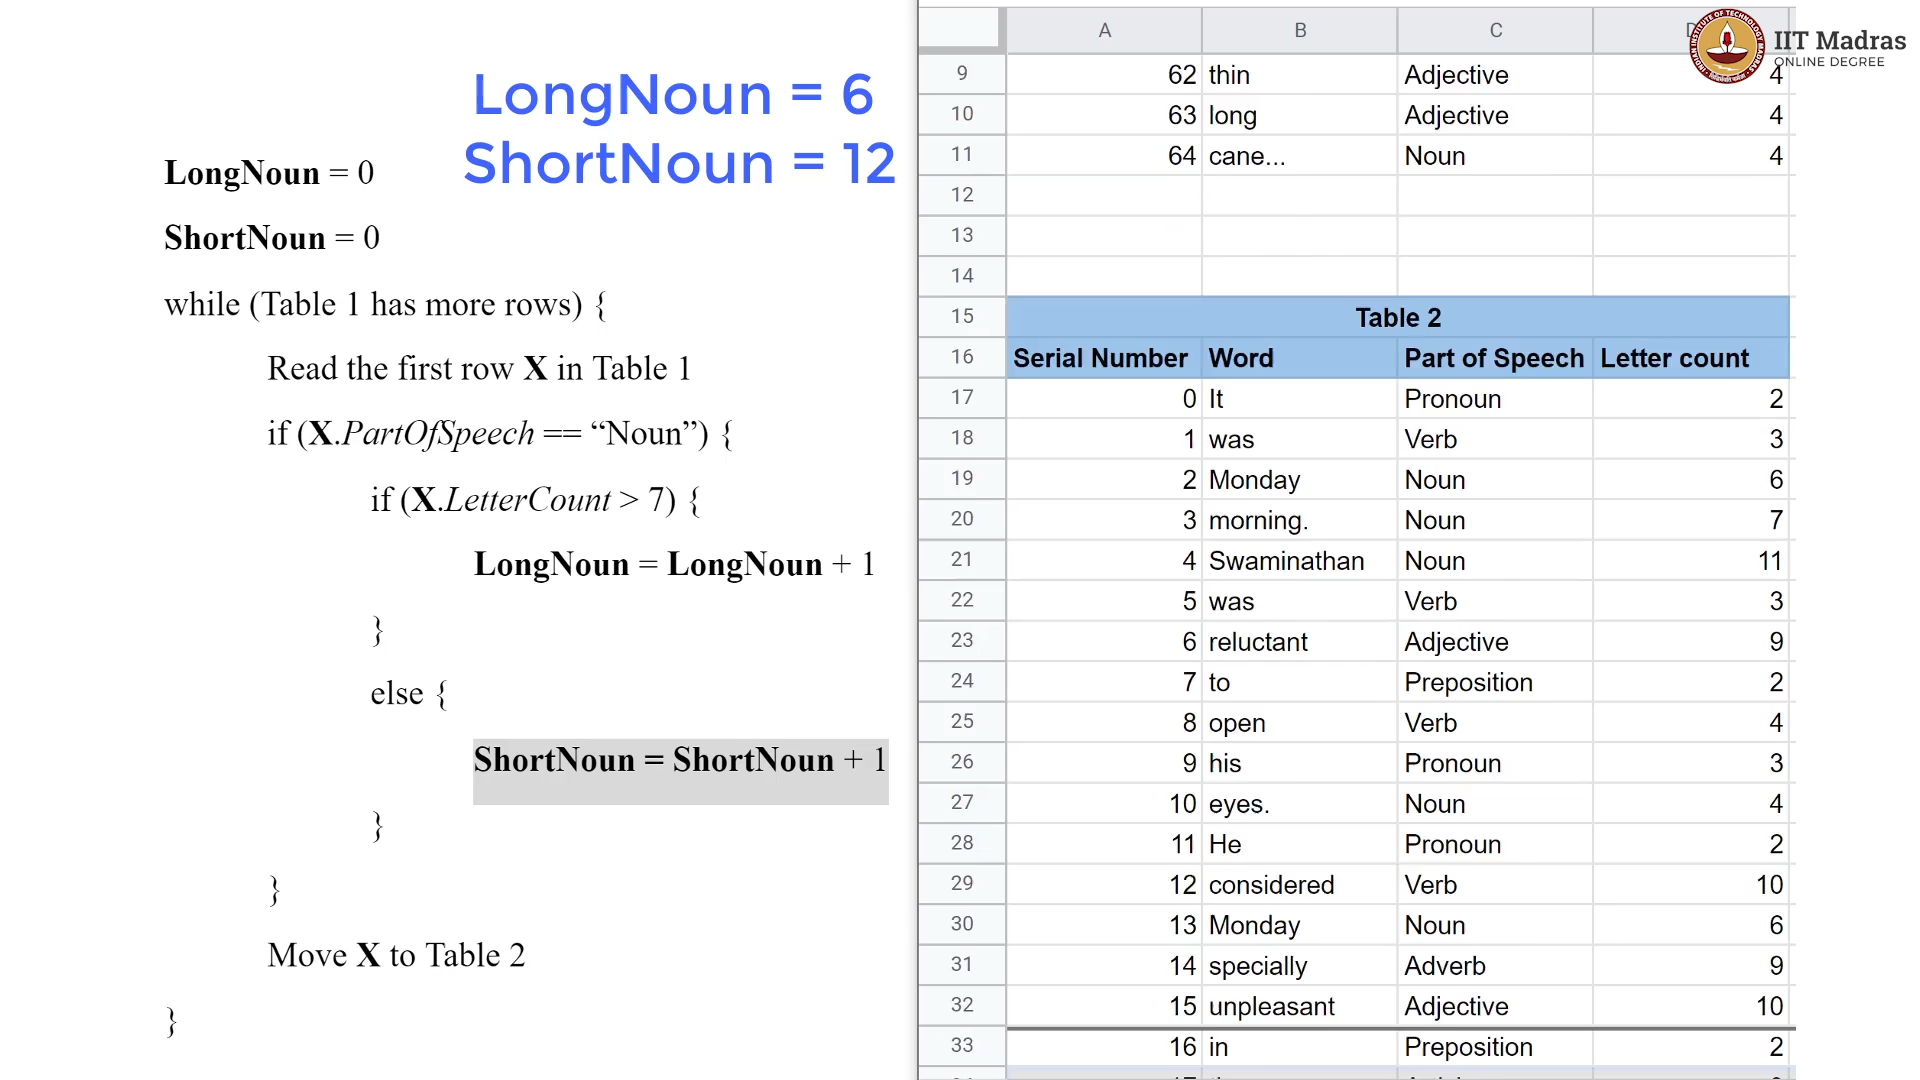 LongNoun = 6
ShortNoun = 12
LongNoun = 0
ShortNoun = 0
while (Table 1 has more rows) {
Read the first row X in Table 1
if (X.PartOfSpeech == “Noun”) {
if (X.LetterCount > 7) {
LongNoun = LongNoun + 1
}
else {
ShortNoun = ShortNoun + 1
}
}
Move X to Table 2
}
A B C D
IIT Madras
ONLINE DEGREE
9 62 thin Adjective 4
10 63 long Adjective 4
11 64 cane... Noun 4
12
13
14
15 Table 2
16 Serial Number Word Part of Speech Letter count
17 0 It Pronoun 2
18 1 was Verb 3
19 2 Monday Noun 6
20 3 morning. Noun 7
21 4 Swaminathan Noun 11
22 5 was Verb 3
23 6 reluctant Adjective 9
24 7 to Preposition 2
25 8 open Verb 4
26 9 his Pronoun 3
27 10 eyes. Noun 4
28 11 He Pronoun 2
29 12 considered Verb 10
30 13 Monday Noun 6
31 14 specially Adverb 9
32 15 unpleasant Adjective 10
33 16 in Preposition 2